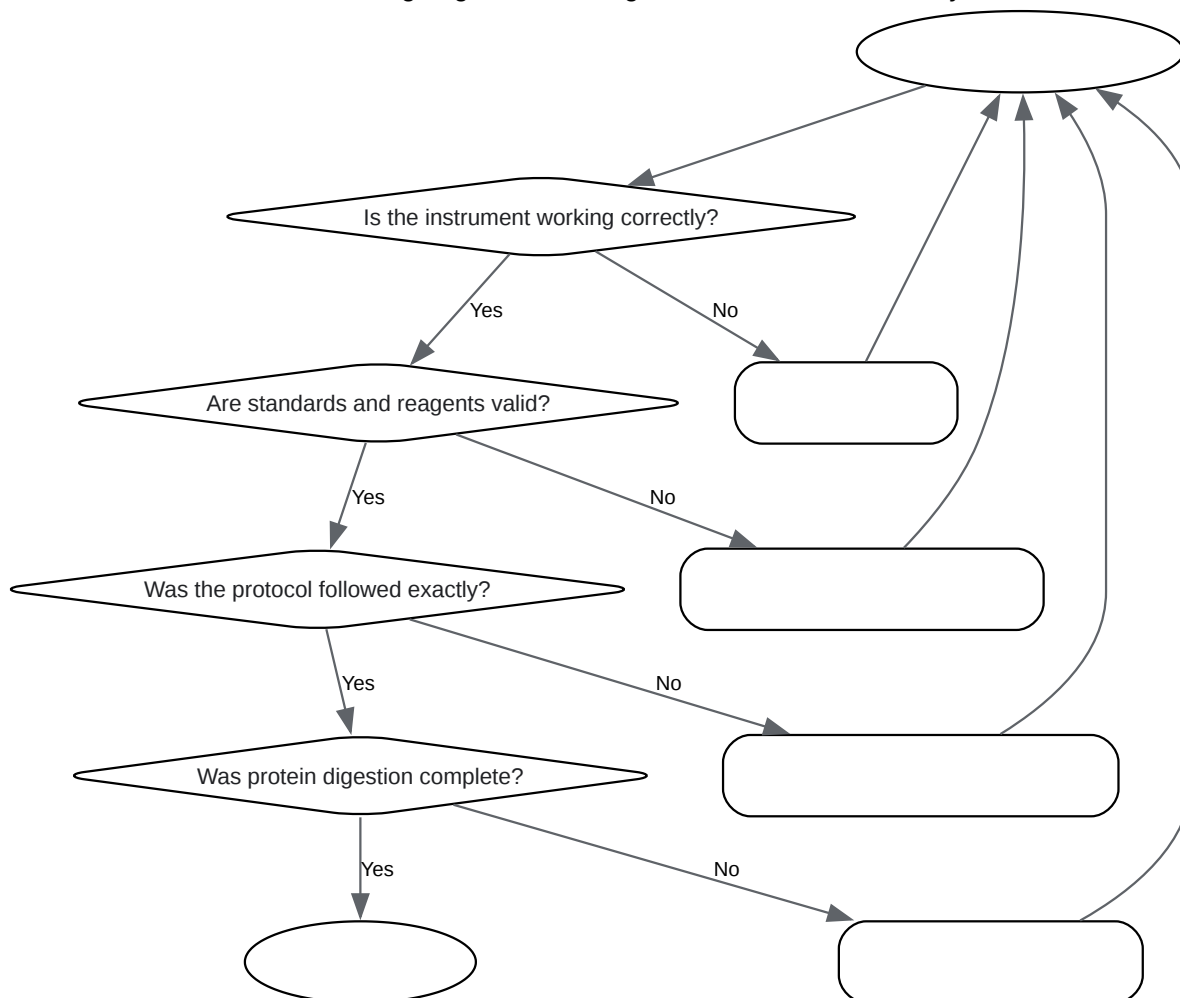 Is the instrument working correctly?
Yes
No
Are standards and reagents valid?
Yes
No
Was the protocol followed exactly?
Yes
No
Was protein digestion complete?
Yes
No